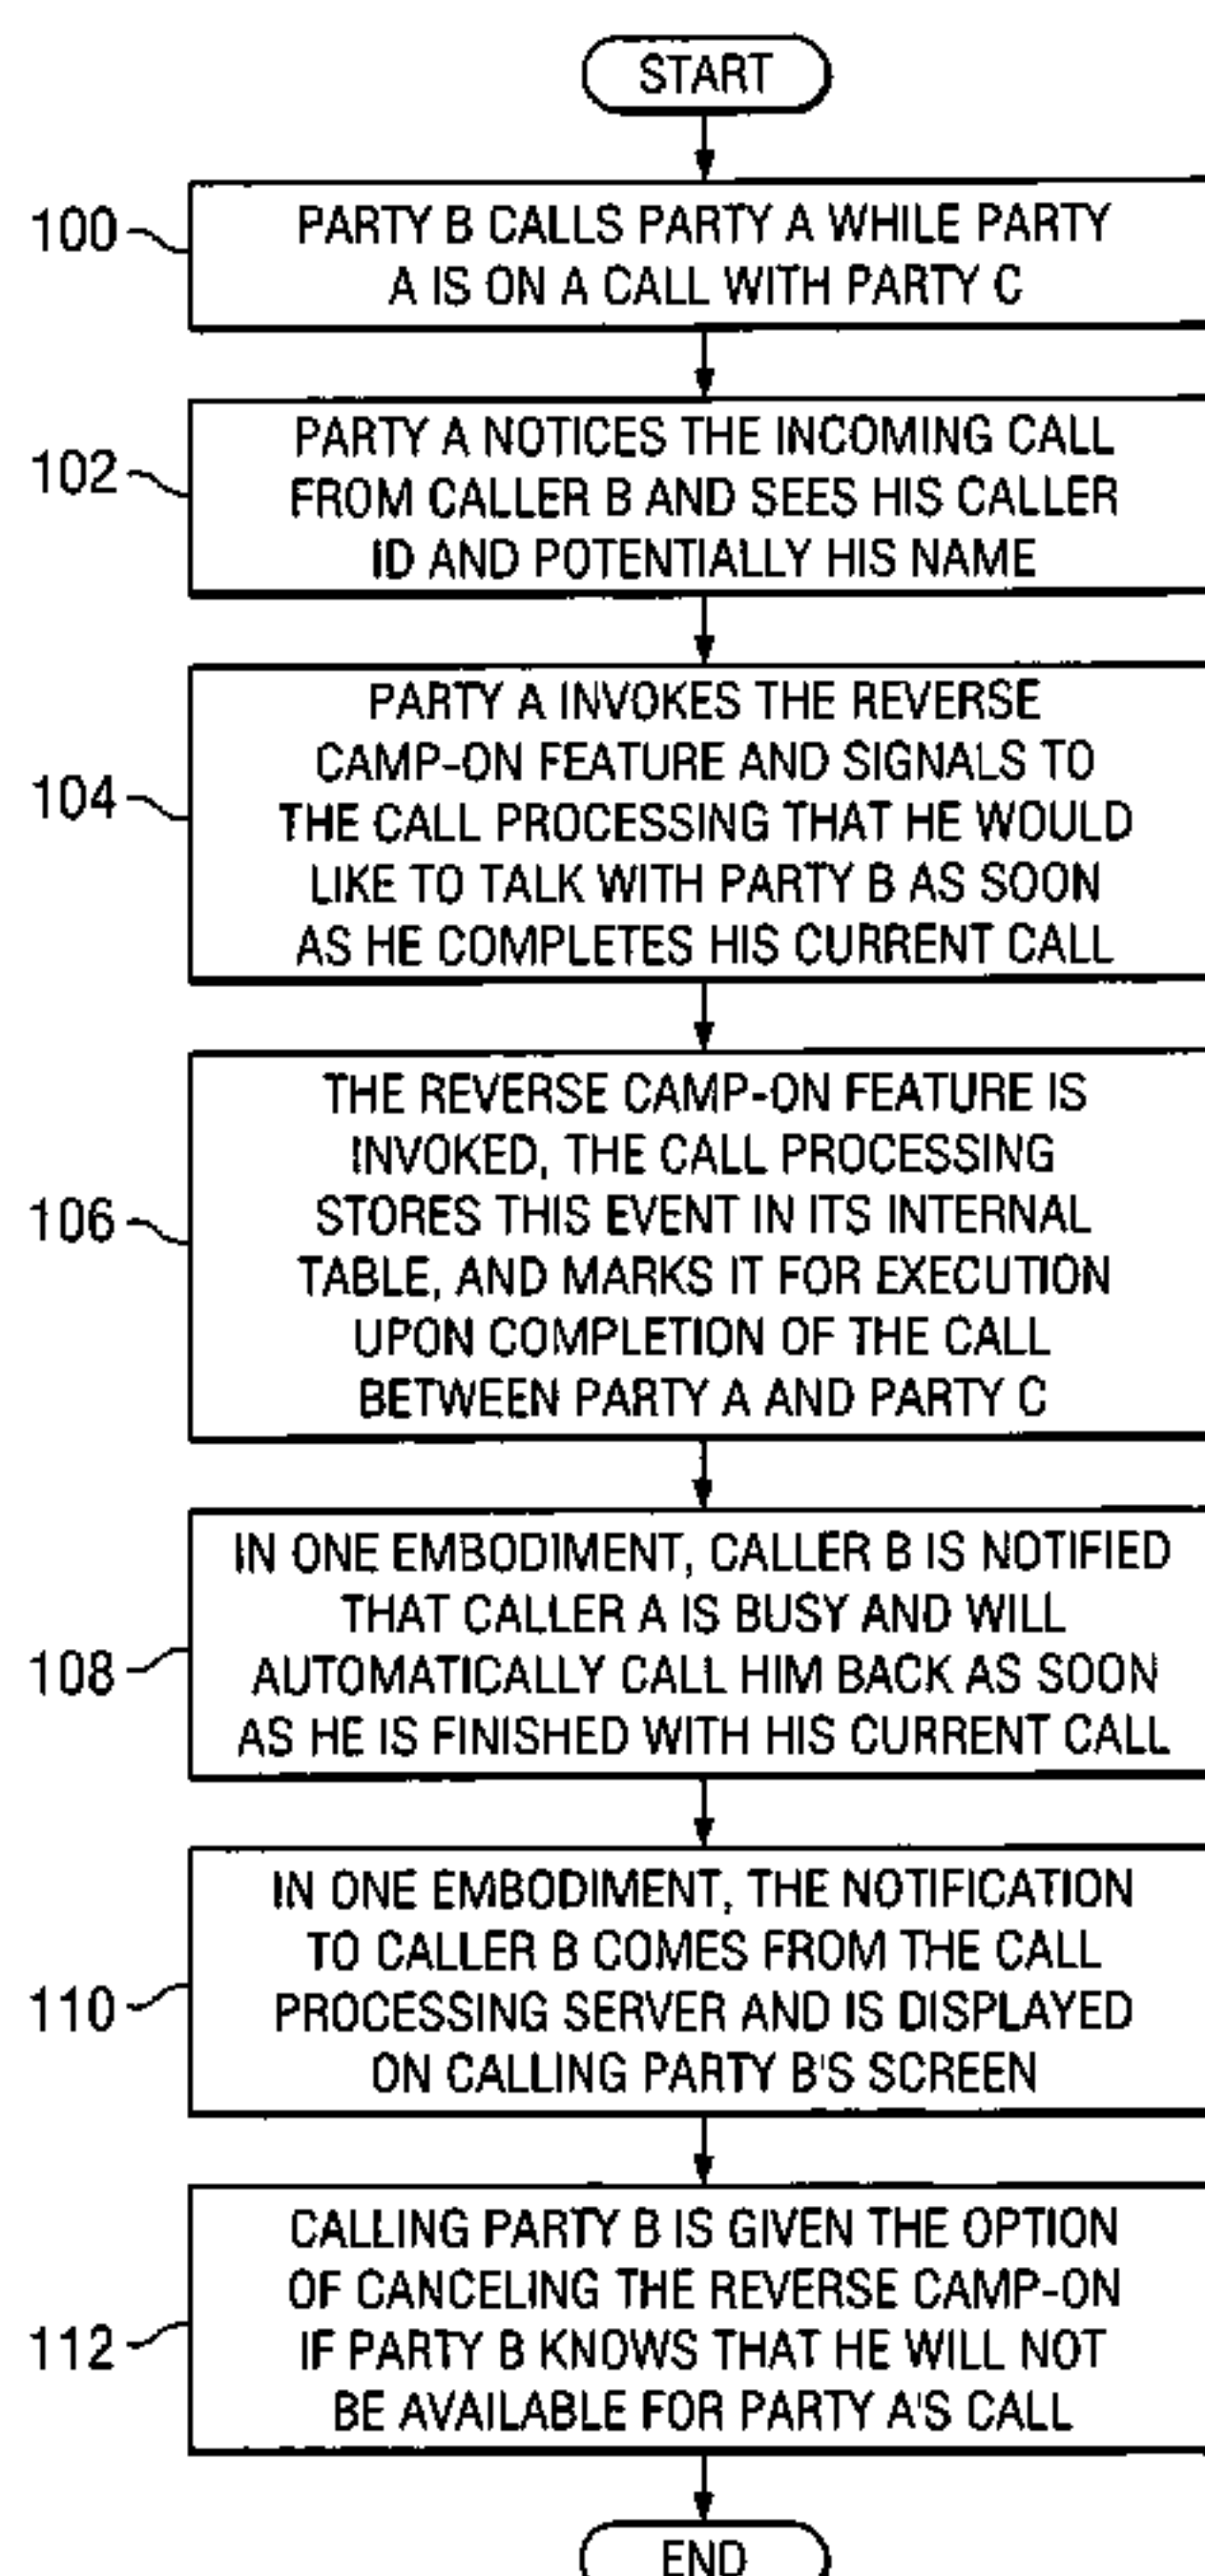 START
100
PARTY B CALLS PARTY A WHILE PARTY
A IS ON A CALL WITH PARTY C
102
PARTY A NOTICES THE INCOMING CALL
FROM CALLER B AND SEES HIS CALLER
ID AND POTENTIALLY HIS NAME
104
PARTY A INVOKES THE REVERSE
CAMP-ON FEATURE AND SIGNALS TO
THE CALL PROCESSING THAT HE WOULD
LIKE TO TALK WITH PARTY B AS SOON
AS HE COMPLETES HIS CURRENT CALL
106
THE REVERSE CAMP-ON FEATURE IS
INVOKED, THE CALL PROCESSING
STORES THIS EVENT IN ITS INTERNAL
TABLE, AND MARKS IT FOR EXECUTION
UPON COMPLETION OF THE CALL
BETWEEN PARTY A AND PARTY C
108
IN ONE EMBODIMENT, CALLER B IS NOTIFIED
THAT CALLER A IS BUSY AND WILL
AUTOMATICALLY CALL HIM BACK AS SOON
AS HE IS FINISHED WITH HIS CURRENT CALL
110
IN ONE EMBODIMENT, THE NOTIFICATION
TO CALLER B COMES FROM THE CALL
PROCESSING SERVER AND IS DISPLAYED
ON CALLING PARTY B'S SCREEN
112
CALLING PARTY B IS GIVEN THE OPTION
OF CANCELING THE REVERSE CAMP-ON
IF PARTY B KNOWS THAT HE WILL NOT
BE AVAILABLE FOR PARTY A'S CALL
END